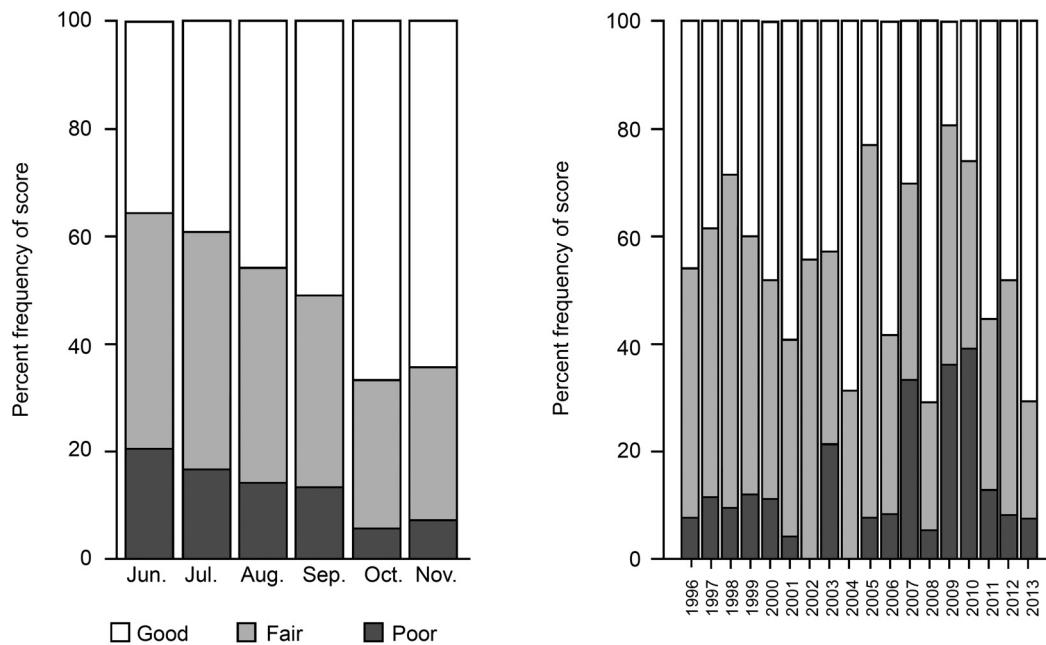 Percent frequency of score
100
80
60
40
20
0
Jun. Jul. Aug. Sep. Oct. Nov.
Good Fair Poor
Percent frequency of score
100
80
60
40
20
0
1996 1997 1998 1999 2000 2001 2002 2003 2004 2005 2006 2007 2008 2009 2010 2011 2012 2013